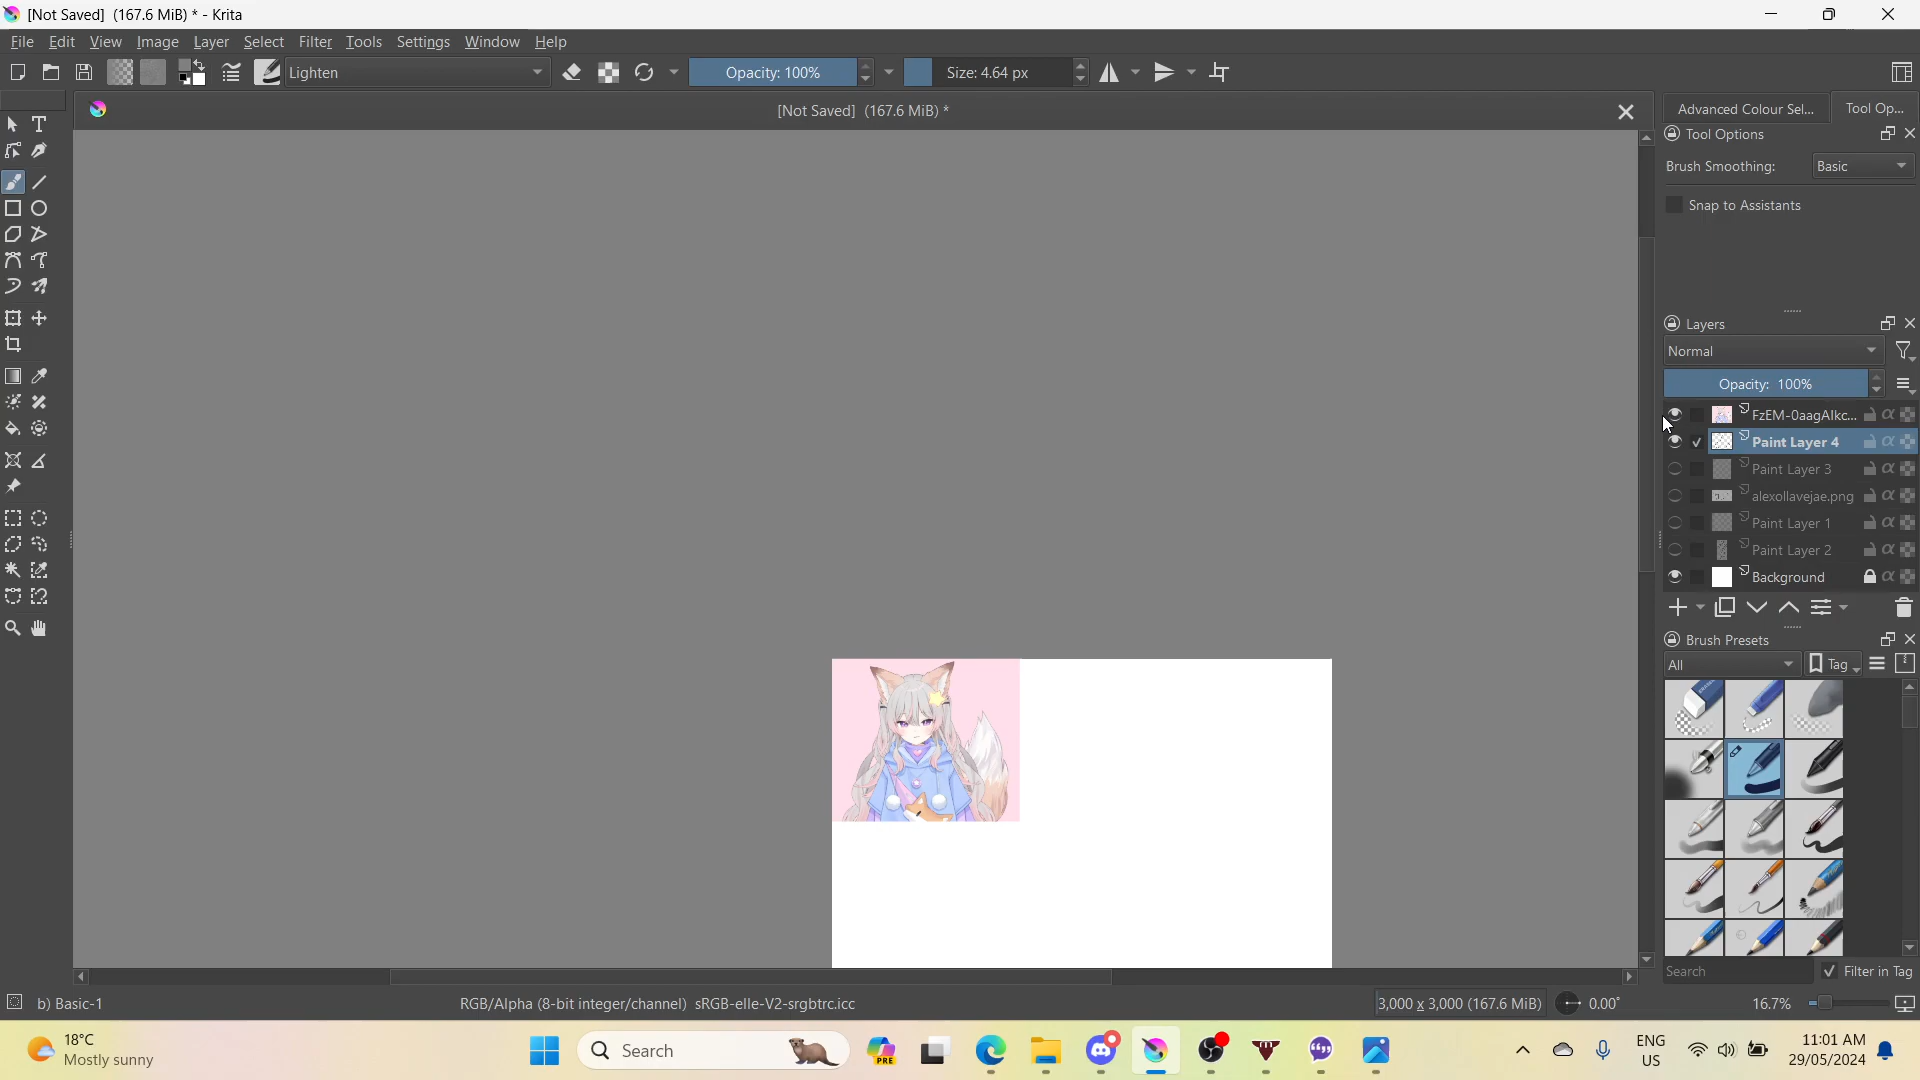 [Not Saved] (167.6 MiB) * - Krita
File Edit View Image Layer Select Filter Tools Settings Window Help
Lighten Opacity: 100% Size: 4.64 px
[Not Saved] (167.6 MiB) *
Advanced Colour Sel... Tool Op...
Tool Options
Brush Smoothing: Basic
Snap to Assistants
Layers
Normal
Opacity: 100%
FzEM-0aagAIkc...
Paint Layer 4
Paint Layer 3
alexollavejae.png
Paint Layer 1
Paint Layer 2
Background
Brush Presets
All Tag
Search Filter in Tag
b) Basic-1 RGB/Alpha (8-bit integer/channel) sRGB-elle-V2-srgbtrc.icc 3,000 x 3,000 (167.6 MiB) 0.00° 16.7%
18°C
Mostly sunny
Search
PRE
ENG
US
11:01 AM
29/05/2024